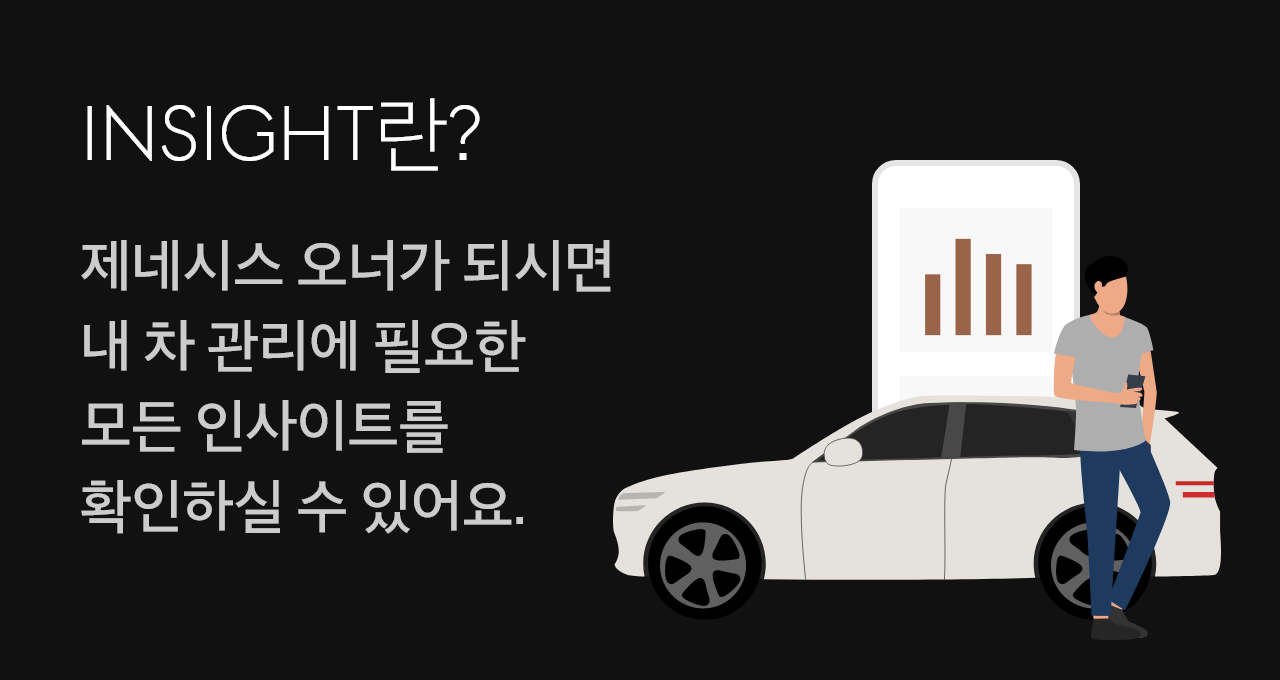 INSIGHT란?
제네시스 오너가 되시면
내 차 관리에 필요한
모든 인사이트를
확인하실 수 있어요.